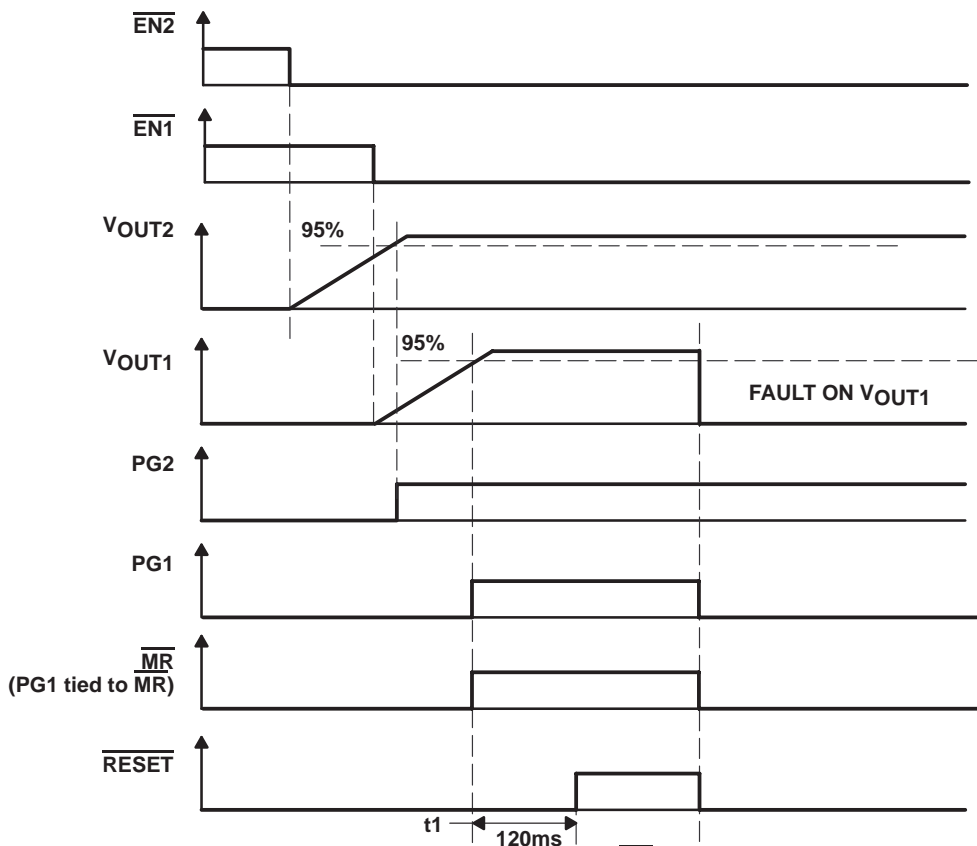 EN2
EN1
VOUT2
95%
VOUT1
95%
FAULT ON VOUT1
PG2
PG1
MR
(PG1 tied to MR)
RESET
t1
120ms